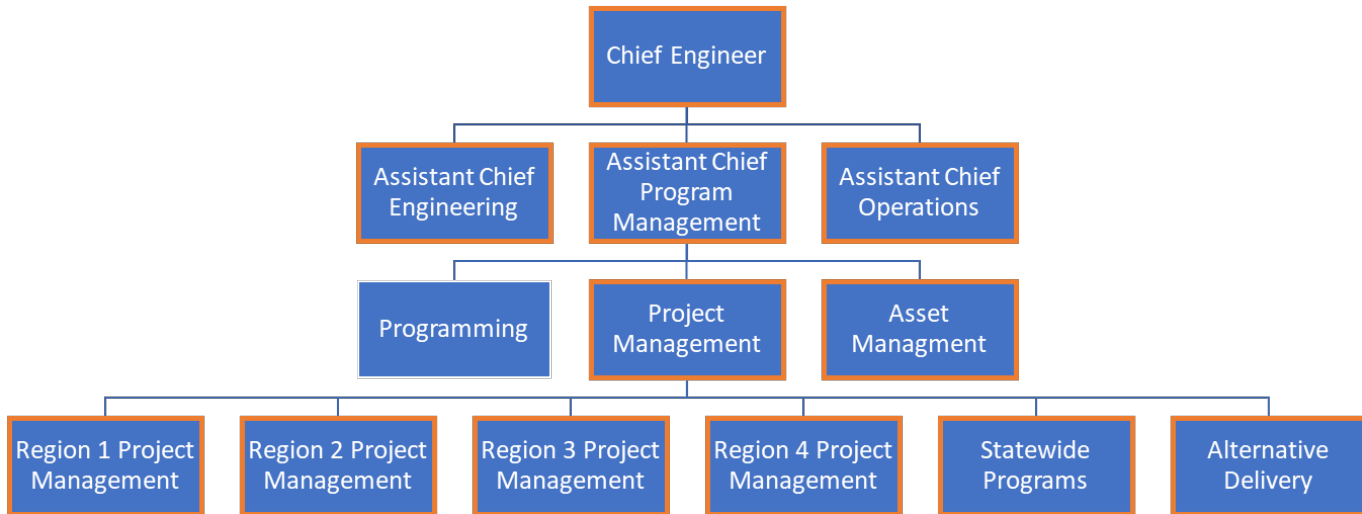 Chief Engineer
Assistant Chief
Engineering
Assistant Chief
Program
Management
Assistant Chief
Operations
Programming
Project
Management
Asset
Managment
Region 1 Project
Management
Region 2 Project
Management
Region 3 Project
Management
Region 4 Project
Management
Statewide
Programs
Alternative
Delivery